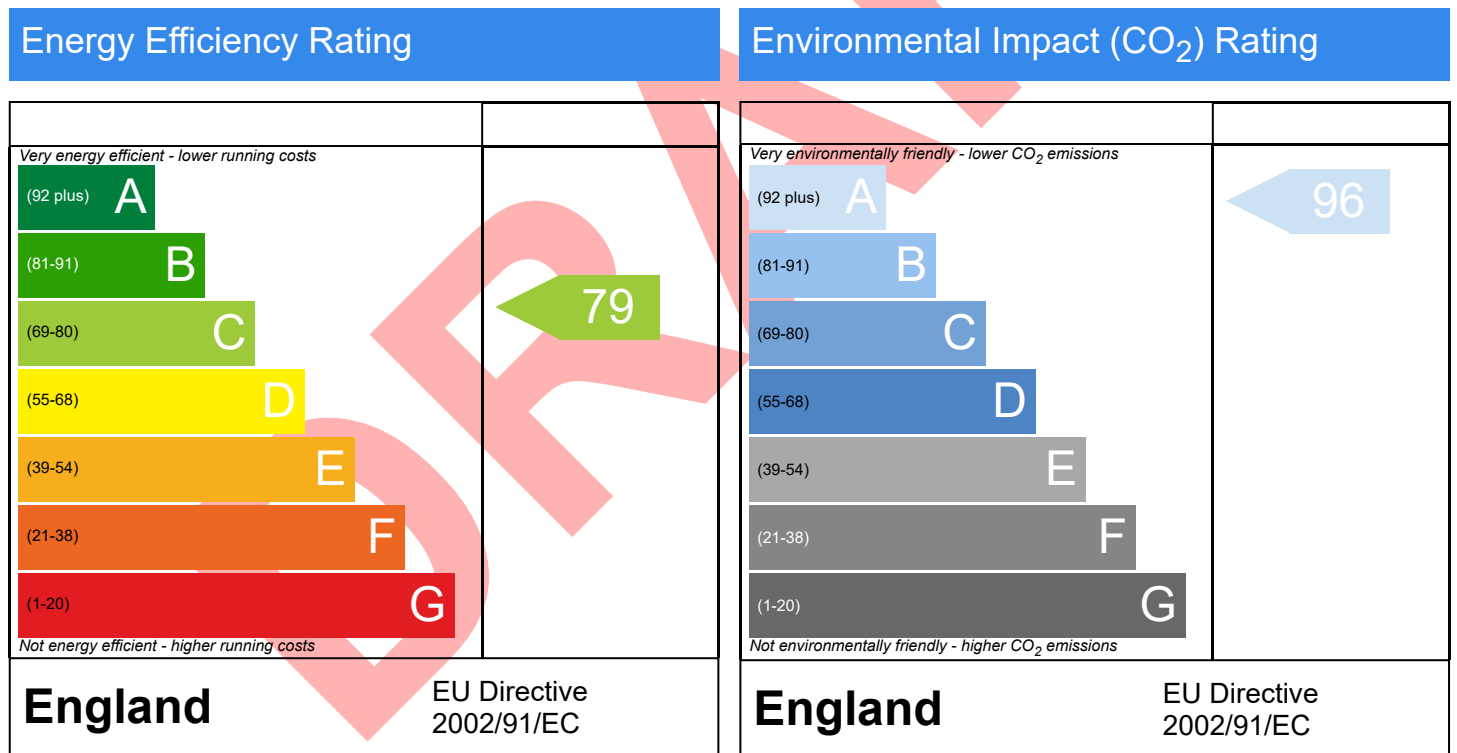 Energy Efficiency Rating
Very energy efficient - lower running costs
(92 plus) A
(81-91) B
(69-80) C
(55-68) D
(39-54) E
(21-38) F
(1-20) G
79
Not energy efficient - higher running costs
England
EU Directive
2002/91/EC
Environmental Impact (CO₂) Rating
Very environmentally friendly - lower CO₂ emissions
(92 plus) A
(81-91) B
(69-80) C
(55-68) D
(39-54) E
(21-38) F
(1-20) G
96
Not environmentally friendly - higher CO₂ emissions
England
EU Directive
2002/91/EC